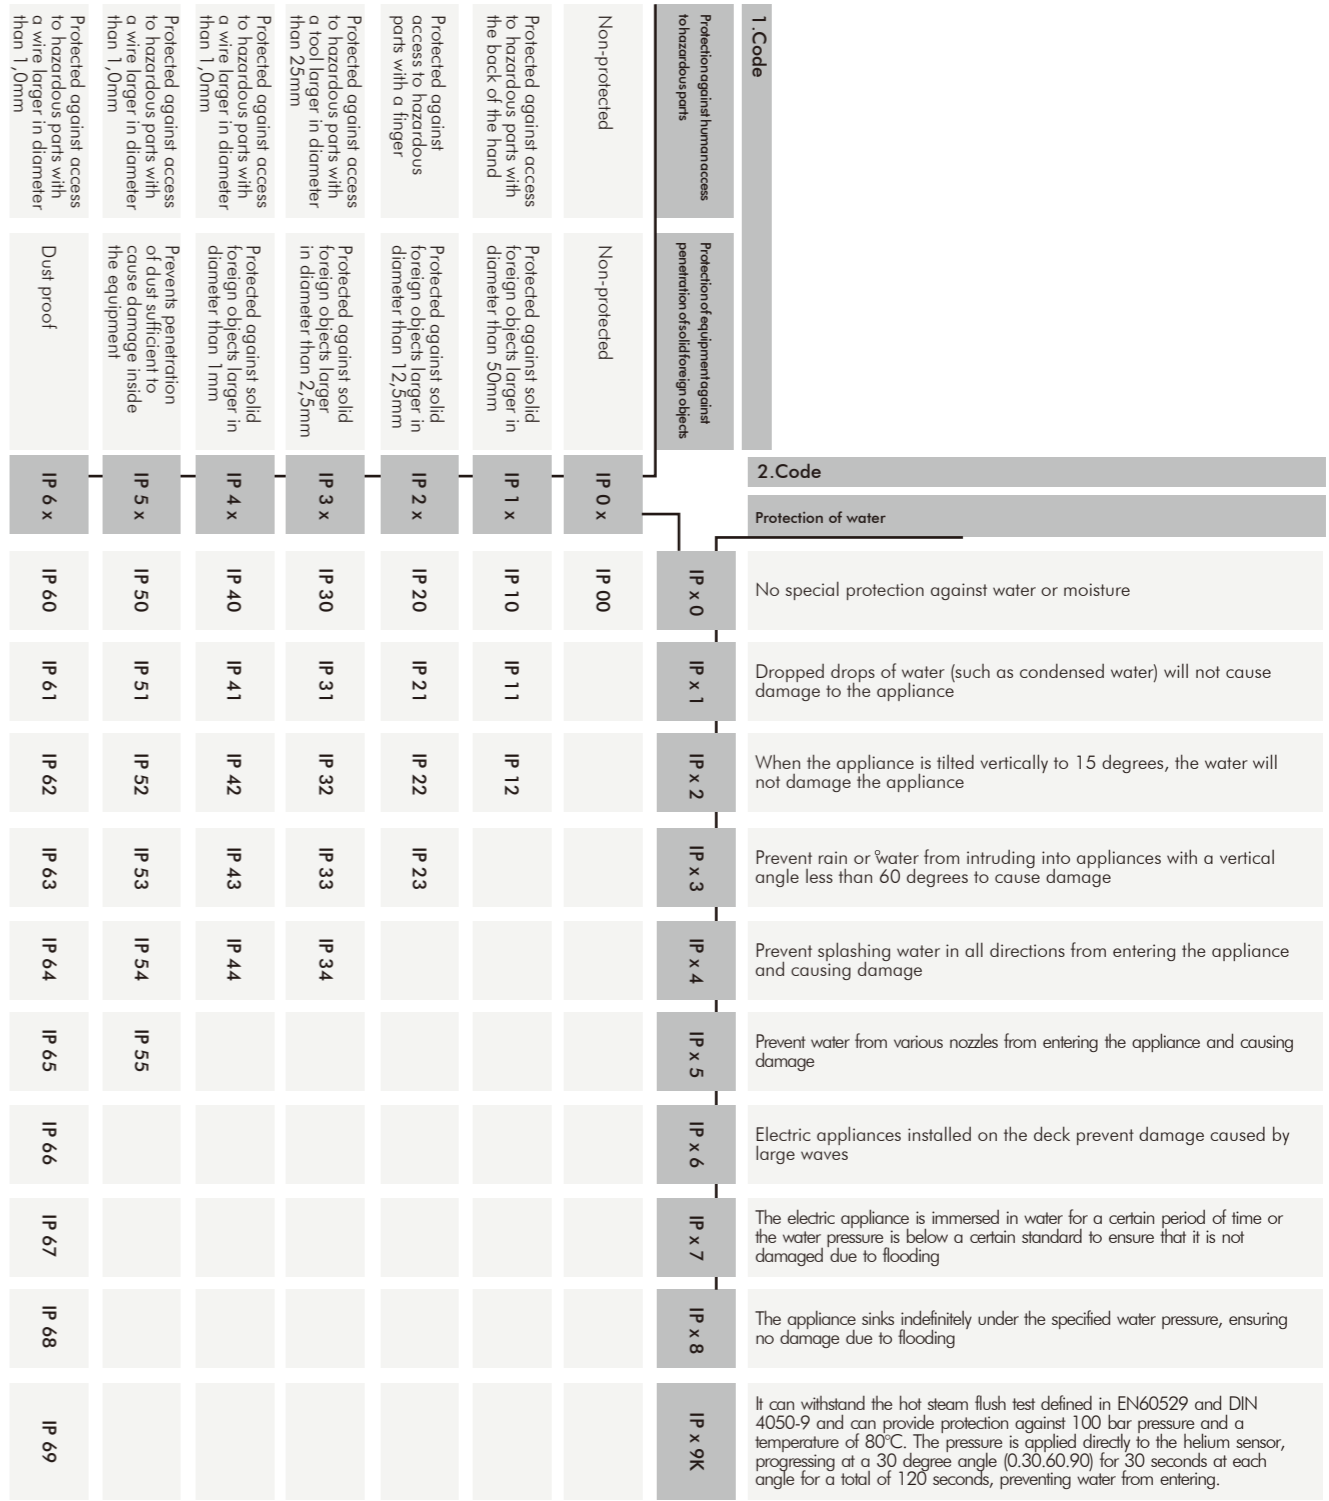 1.Code
Protection against human access
to hazardous parts
Non-protected
Protected against access
to hazardous parts with
the back of the hand
Protected against
access to hazardous
parts with a finger
Protected against access
to hazardous parts with
a tool larger in diameter
than 25mm
Protected against access
to hazardous parts with
a wire larger in diameter
than 1,0mm
Protected against access
to hazardous parts with
a wire larger in diameter
than 1,0mm
Protected against access
to hazardous parts with
a wire larger in diameter
than 1,0mm
Protection of equipment against
penetration of solid foreign objects
Non-protected
Protected against solid
foreign objects larger in
diameter than 50mm
Protected against solid
foreign objects larger in
diameter than 12,5mm
Protected against solid
foreign objects larger
in diameter than 2,5mm
Protected against solid
foreign objects larger in
diameter than 1mm
Prevents penetration
of dust sufficient to
cause damage inside
the equipment
Dust proof
2.Code
Protection of water
IP 6 x
IP 5 x
IP 4 x
IP 3 x
IP 2 x
IP 1 x
IP 0 x
IP 60
IP 50
IP 40
IP 30
IP 20
IP 10
IP 00
IP x 0
No special protection against water or moisture
IP 61
IP 51
IP 41
IP 31
IP 21
IP 11
IP x 1
Dropped drops of water (such as condensed water) will not cause
damage to the appliance
IP 62
IP 52
IP 42
IP 32
IP 22
IP 12
IP x 2
When the appliance is tilted vertically to 15 degrees, the water will
not damage the appliance
IP 63
IP 53
IP 43
IP 33
IP 23
IP x 3
Prevent rain or water from intruding into appliances with a vertical
angle less than 60 degrees to cause damage
IP 64
IP 54
IP 44
IP 34
IP x 4
Prevent splashing water in all directions from entering the appliance
and causing damage
IP 65
IP 55
IP x 5
Prevent water from various nozzles from entering the appliance and causing
damage
IP 66
IP x 6
Electric appliances installed on the deck prevent damage caused by
large waves
IP 67
IP x 7
The electric appliance is immersed in water for a certain period of time or
the water pressure is below a certain standard to ensure that it is not
damaged due to flooding
IP 68
IP x 8
The appliance sinks indefinitely under the specified water pressure, ensuring
no damage due to flooding
IP 69
IP x 9K
It can withstand the hot steam flush test defined in EN60529 and DIN
4050-9 and can provide protection against 100 bar pressure and a
temperature of 80°C. The pressure is applied directly to the helium sensor,
progressing at a 30 degree angle (0.30.60.90) for 30 seconds at each
angle for a total of 120 seconds, preventing water from entering.